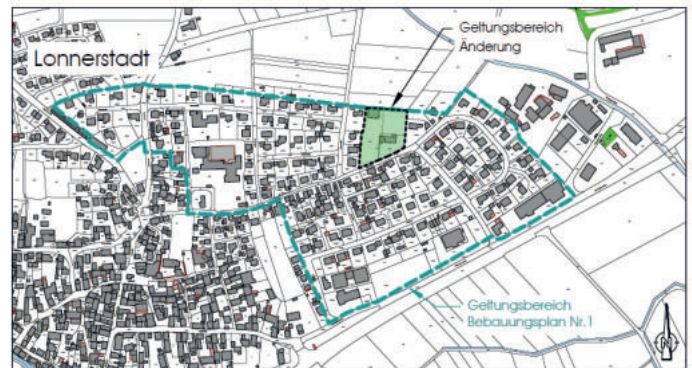 Geltungsbereich
Änderung
Lonnerstadt
Geltungsbereich
Bebauungsplan Nr.1
N